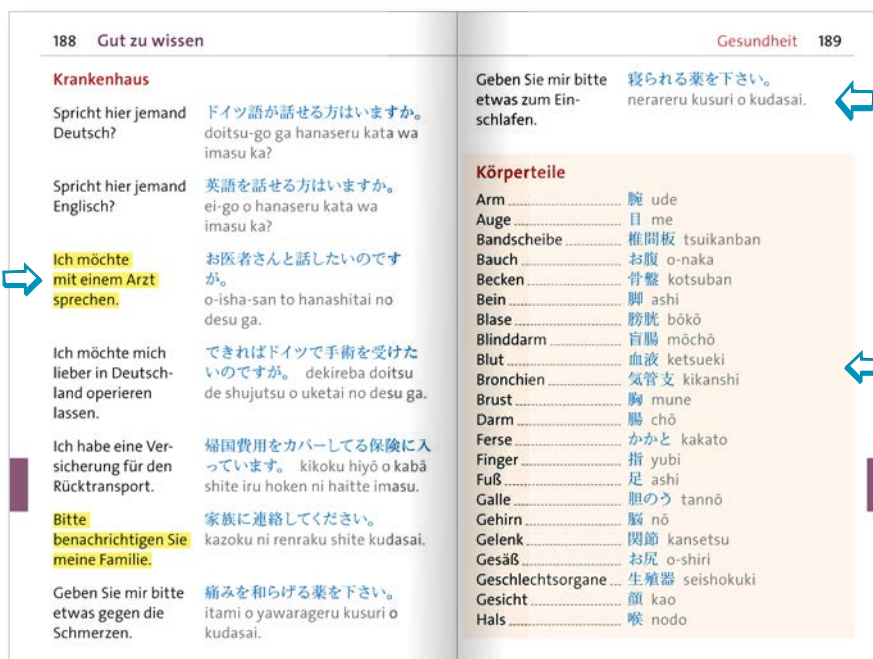 188 Gut zu wissen
Krankenhaus
Spricht hier jemand
Deutsch?
ドイツ語が話せる方はいますか。
doitsu-go ga hanaseru kata wa
imasu ka?
Spricht hier jemand
Englisch?
英語を話せる方はいますか。
ei-go o hanaseru kata wa
imasu ka?
Ich möchte
mit einem Arzt
sprechen.
お医者さんと話したいのです
が。
o-isha-san to hanashitai no
desu ga.
Ich möchte mich
lieber in Deutsch-
land operieren
lassen.
できればドイツで手術を受けた
いのですが。 dekireba doitsu
de shujutsu o uketai no desu ga.
Ich habe eine Ver-
sicherung für den
Rücktransport.
帰国費用をカバーしてる保険に入
っています。 kikoku hiyō o kabā
shite iru hoken ni haitte imasu.
Bitte
benachrichtigen Sie
meine Familie.
家族に連絡してください。
kazoku ni renraku shite kudasai.
Geben Sie mir bitte
etwas gegen die
Schmerzen.
痛みを和らげる薬を下さい。
itami o yawarageru kusuri o
kudasai.
Gesundheit 189
Geben Sie mir bitte
etwas zum Ein-
schlafen.
寝られる薬を下さい。
nerareru kusuri o kudasai.
Körperteile
Arm 腕 ude
Auge 目 me
Bandscheibe 椎間板 tsuikanban
Bauch お腹 o-naka
Becken 骨盤 kotsuban
Bein 脚 ashi
Blase 膀胱 bōkō
Blinddarm 盲腸 mōchō
Blut 血液 ketsueki
Bronchien 気管支 kikanshi
Brust 胸 mune
Darm 腸 chō
Ferse かかと kakato
Finger 指 yubi
Fuß 足 ashi
Galle 胆のう tannō
Gehirn 脳 nō
Gelenk 関節 kansetsu
Gesäß お尻 o-shiri
Geschlechtsorgane 生殖器 seishokuki
Gesicht 顔 kao
Hals 喉 nodo